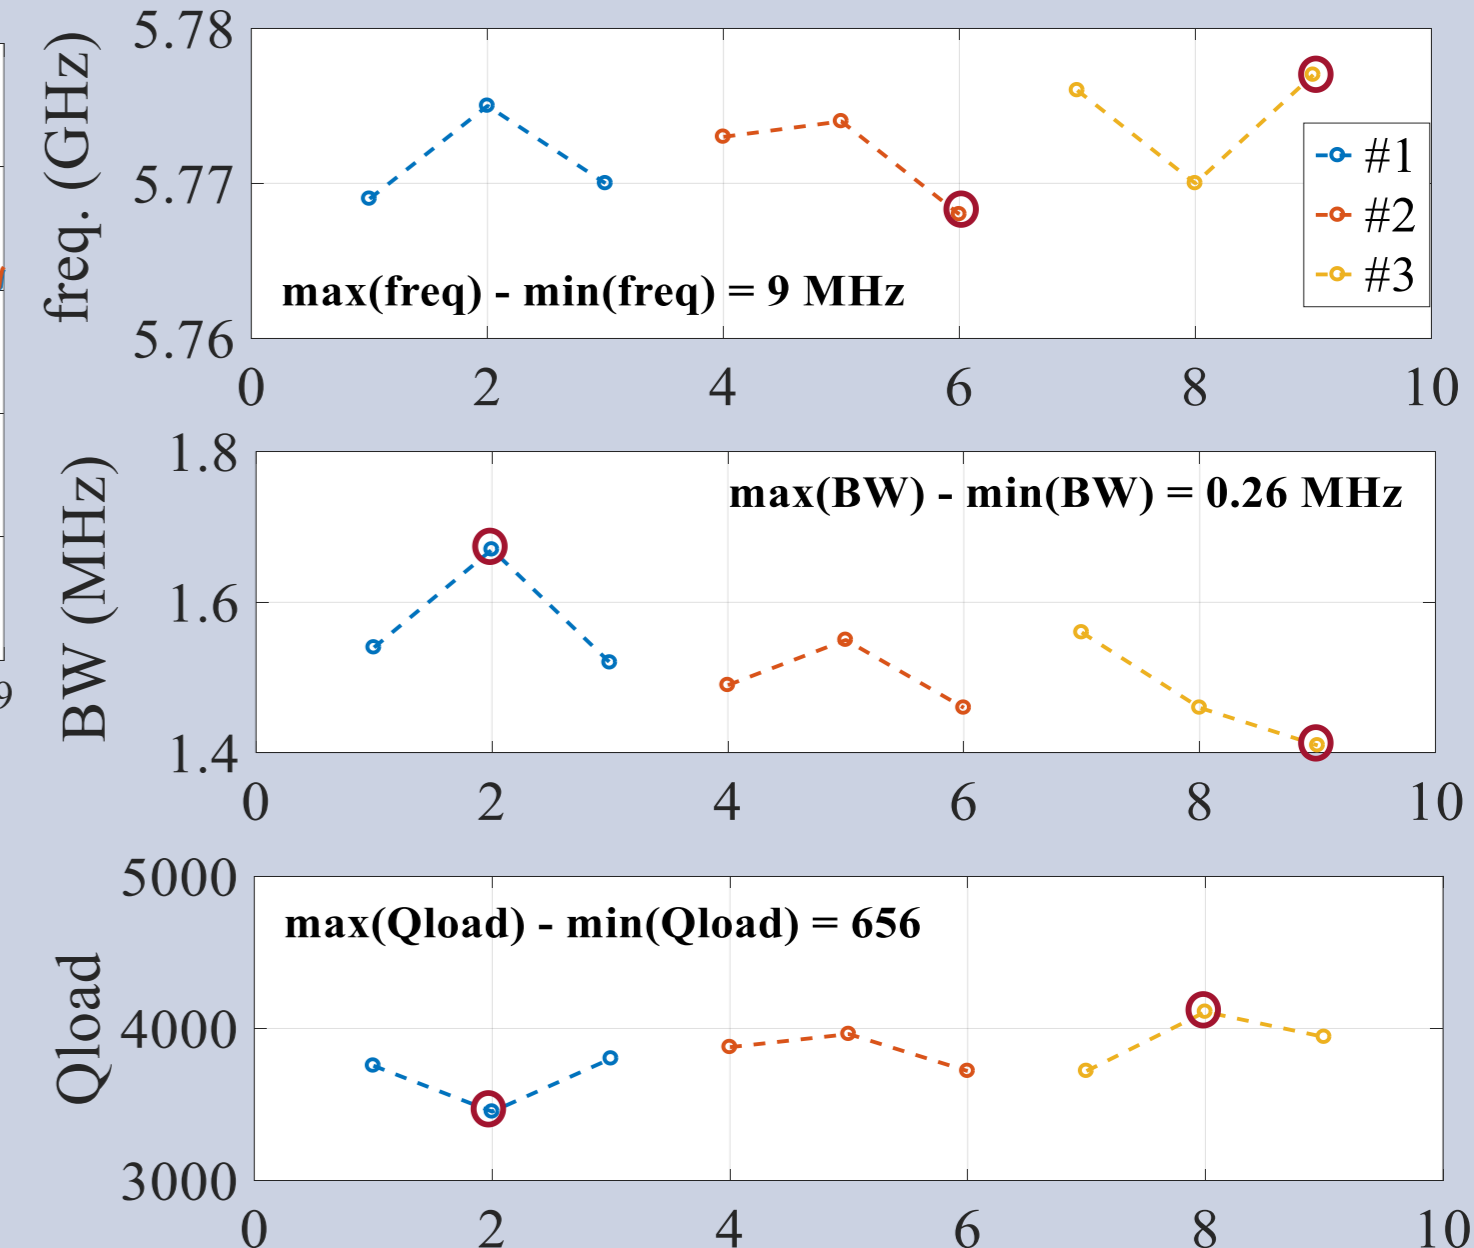 5.78
5.77
5.76
freq. (GHz)
max(freq) - min(freq) = 9 MHz
#1
#2
#3
0 2 4 6 8 10
1.8
1.6
1.4
BW (MHz)
max(BW) - min(BW) = 0.26 MHz
9
0 2 4 6 8 10
5000
4000
3000
Qload
max(Qload) - min(Qload) = 656
0 2 4 6 8 10